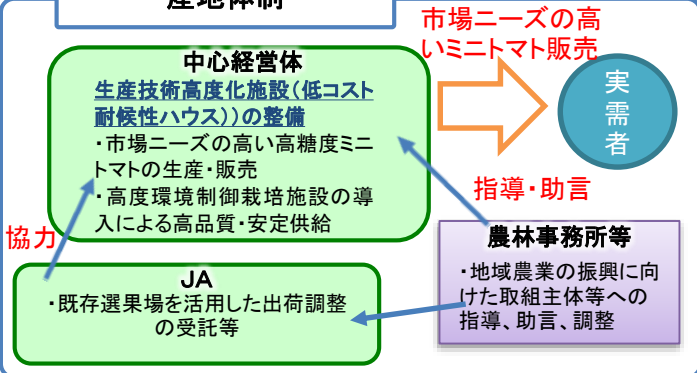 産地体制
市場ニーズの高
いミニトマト販売
中心経営体
生産技術高度化施設(低コスト
耐候性ハウス))の整備
・市場ニーズの高い高糖度ミニ
トマトの生産・販売
・高度環境制御栽培施設の導
入による高品質・安定供給
実
需
者
指導・助言
協力
農林事務所等
・地域農業の振興に向
けた取組主体等への
指導、助言、調整
JA
・既存選果場を活用した出荷調整
の受託等